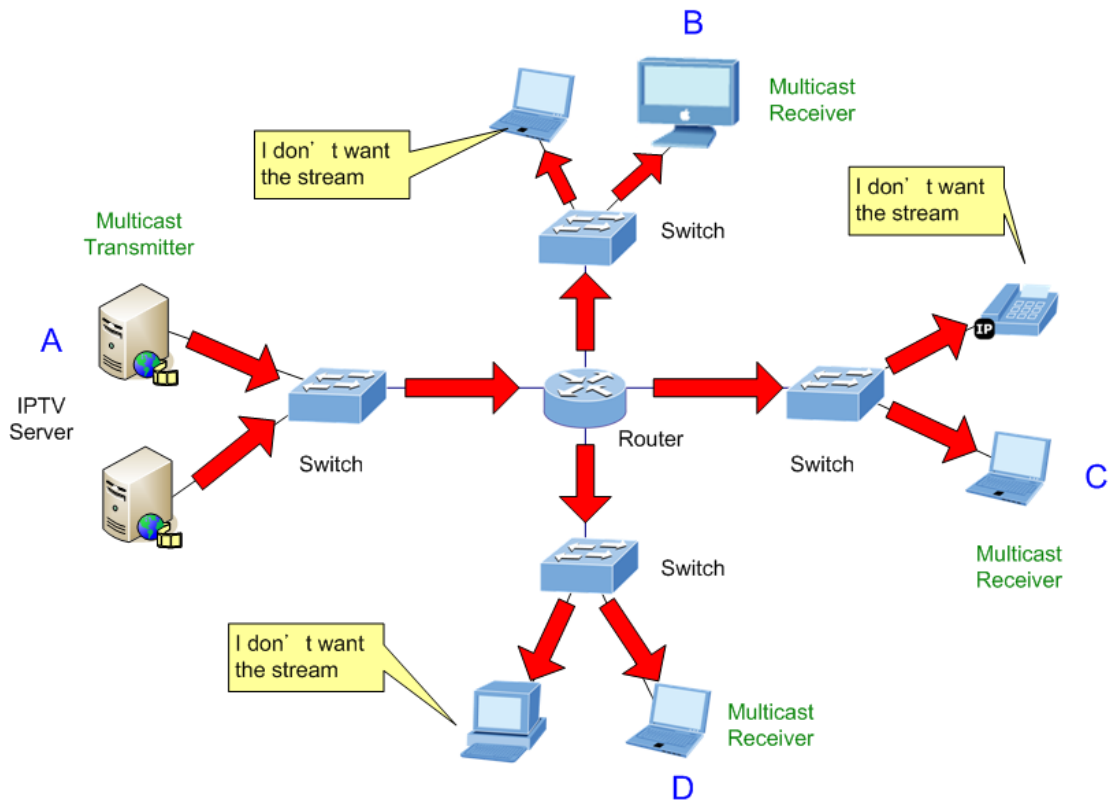 B
Multicast
Receiver
I don’t want
the stream
I don’t want
the stream
Switch
Multicast
Transmitter
A
IP
IPTV
Server
Switch
Router
Switch
C
Multicast
Receiver
Switch
I don’t want
the stream
Multicast
Receiver
D